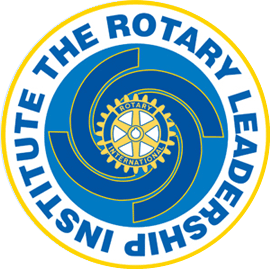 THE ROTARY LEADERSHIP INSTITUTE
ROTARY
INTERNATIONAL